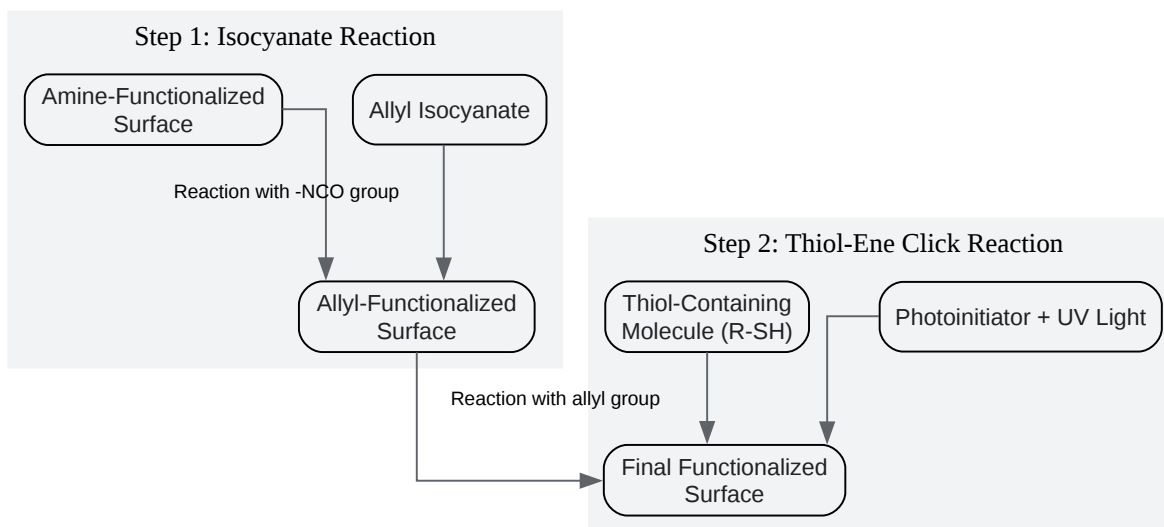 Step 1: Isocyanate Reaction
Amine-Functionalized
Surface
Allyl Isocyanate
Reaction with -NCO group
Allyl-Functionalized
Surface
Step 2: Thiol-Ene Click Reaction
Thiol-Containing
Molecule (R-SH)
Photoinitiator + UV Light
Reaction with allyl group
Final Functionalized
Surface